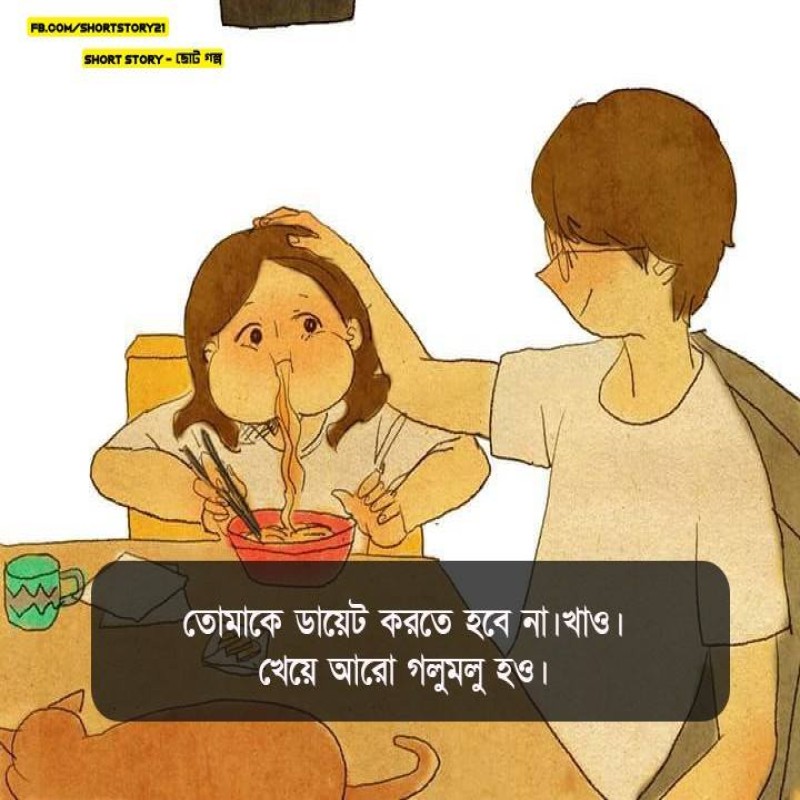 FB.COM/SHORTSTORY21
SHORT STORY - ছোট গল্প
তোমাকে ডায়েট করতে হবে না।খাও।
খেয়ে আরো গলুমলু হও।